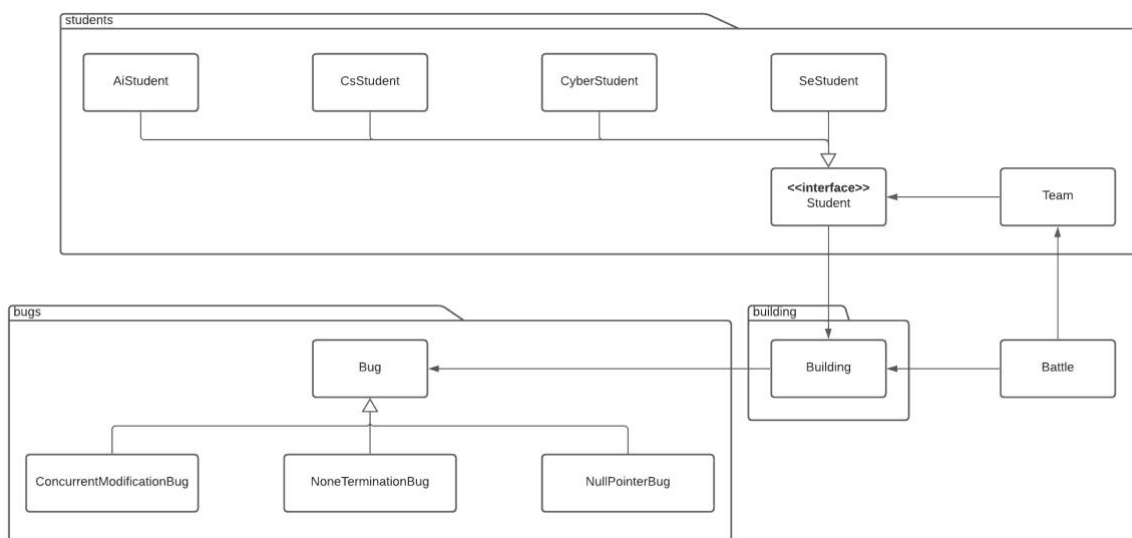 students
AiStudent
CsStudent
CyberStudent
SeStudent
<<interface>>
Student
Team
bugs
building
Bug
Building
Battle
ConcurrentModificationBug
NoneTerminationBug
NullPointerBug